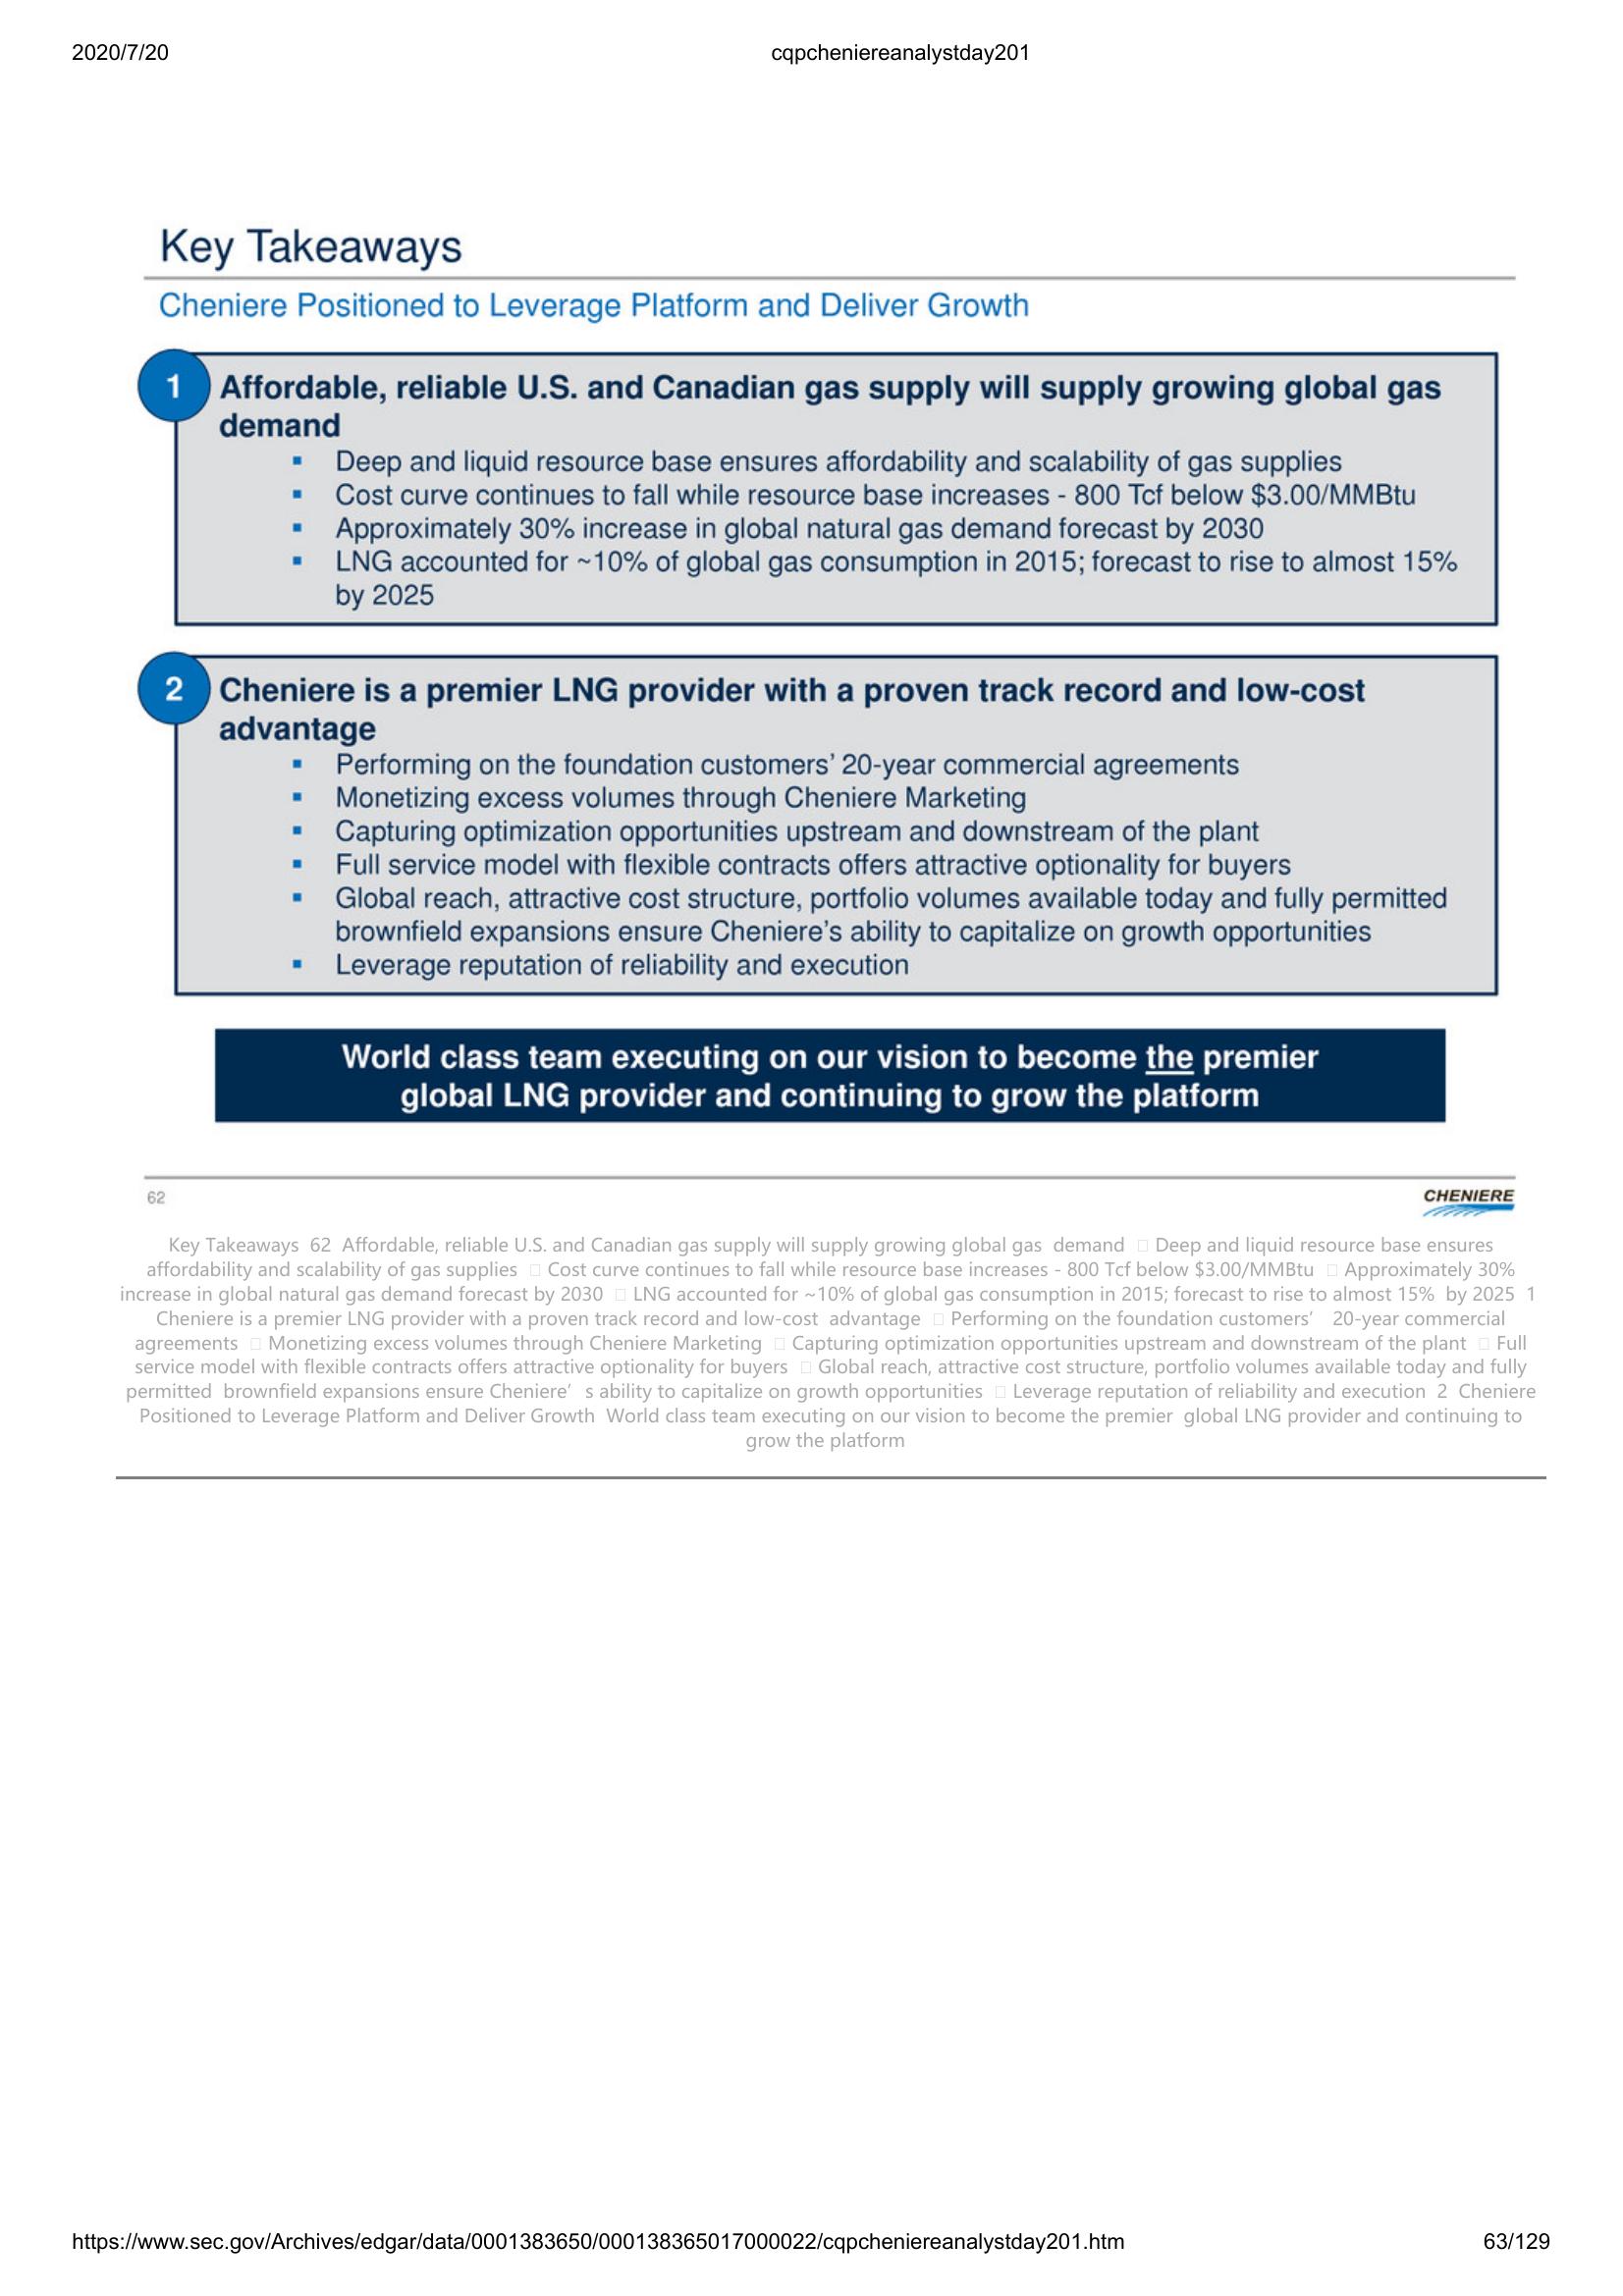 2020/7/20 cqpcheniereanalystday201
Key Takeaways
Cheniere Positioned to Leverage Platform and Deliver Growth
1
Affordable, reliable U.S. and Canadian gas supply will supply growing global gas
demand
▪ Deep and liquid resource base ensures affordability and scalability of gas supplies
▪ Cost curve continues to fall while resource base increases - 800 Tcf below $3.00/MMBtu
▪ Approximately 30% increase in global natural gas demand forecast by 2030
▪ LNG accounted for ~10% of global gas consumption in 2015; forecast to rise to almost 15%
by 2025
2
Cheniere is a premier LNG provider with a proven track record and low-cost
advantage
▪ Performing on the foundation customers’ 20-year commercial agreements
▪ Monetizing excess volumes through Cheniere Marketing
▪ Capturing optimization opportunities upstream and downstream of the plant
▪ Full service model with flexible contracts offers attractive optionality for buyers
▪ Global reach, attractive cost structure, portfolio volumes available today and fully permitted
brownfield expansions ensure Cheniere’s ability to capitalize on growth opportunities
▪ Leverage reputation of reliability and execution
World class team executing on our vision to become the premier
global LNG provider and continuing to grow the platform
62
CHENIERE
Key Takeaways 62 Affordable, reliable U.S. and Canadian gas supply will supply growing global gas demand □ Deep and liquid resource base ensures
affordability and scalability of gas supplies □ Cost curve continues to fall while resource base increases - 800 Tcf below $3.00/MMBtu □ Approximately 30%
increase in global natural gas demand forecast by 2030 □ LNG accounted for ~10% of global gas consumption in 2015; forecast to rise to almost 15% by 2025 1
Cheniere is a premier LNG provider with a proven track record and low-cost advantage □ Performing on the foundation customers’ 20-year commercial
agreements □ Monetizing excess volumes through Cheniere Marketing □ Capturing optimization opportunities upstream and downstream of the plant □ Full
service model with flexible contracts offers attractive optionality for buyers □ Global reach, attractive cost structure, portfolio volumes available today and fully
permitted brownfield expansions ensure Cheniere’ s ability to capitalize on growth opportunities □ Leverage reputation of reliability and execution 2 Cheniere
Positioned to Leverage Platform and Deliver Growth World class team executing on our vision to become the premier global LNG provider and continuing to
grow the platform
https://www.sec.gov/Archives/edgar/data/0001383650/000138365017000022/cqpcheniereanalystday201.htm 63/129